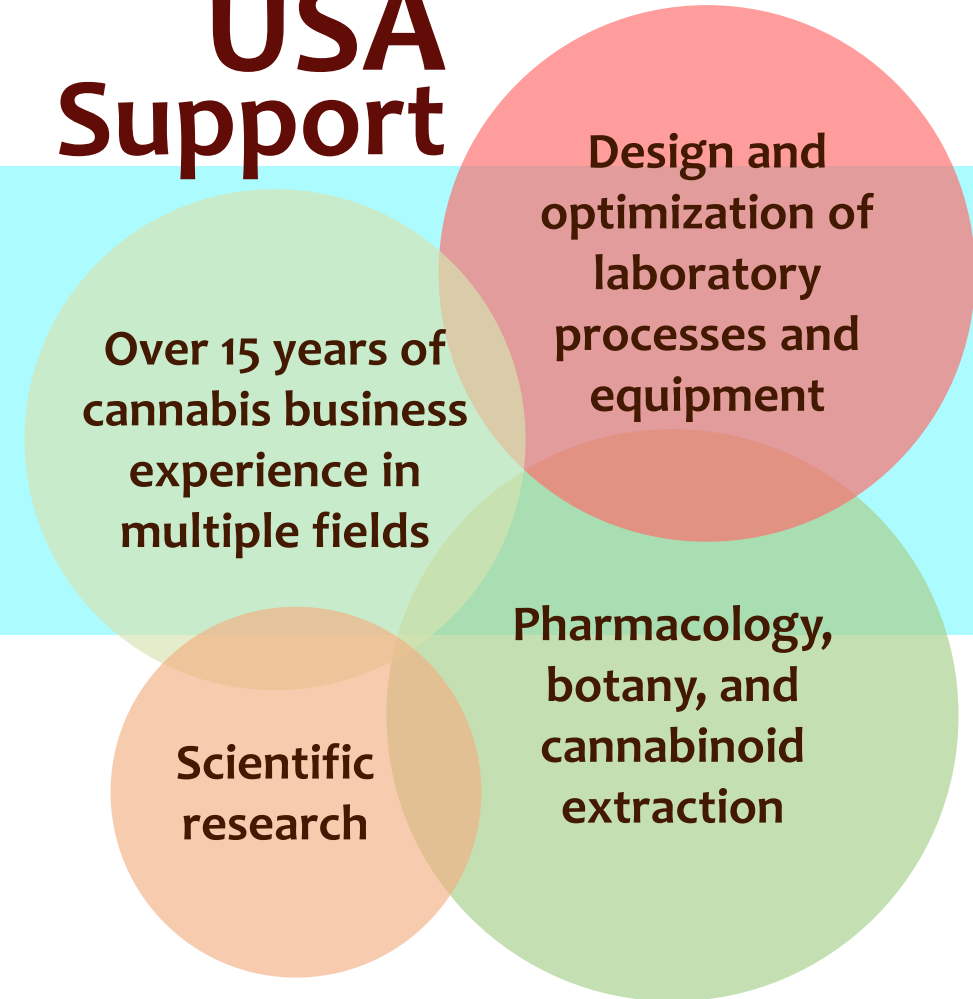 USA
Support
Design and
optimization of
laboratory
processes and
equipment
Over 15 years of
cannabis business
experience in
multiple fields
Pharmacology,
botany, and
cannabinoid
extraction
Scientific
research